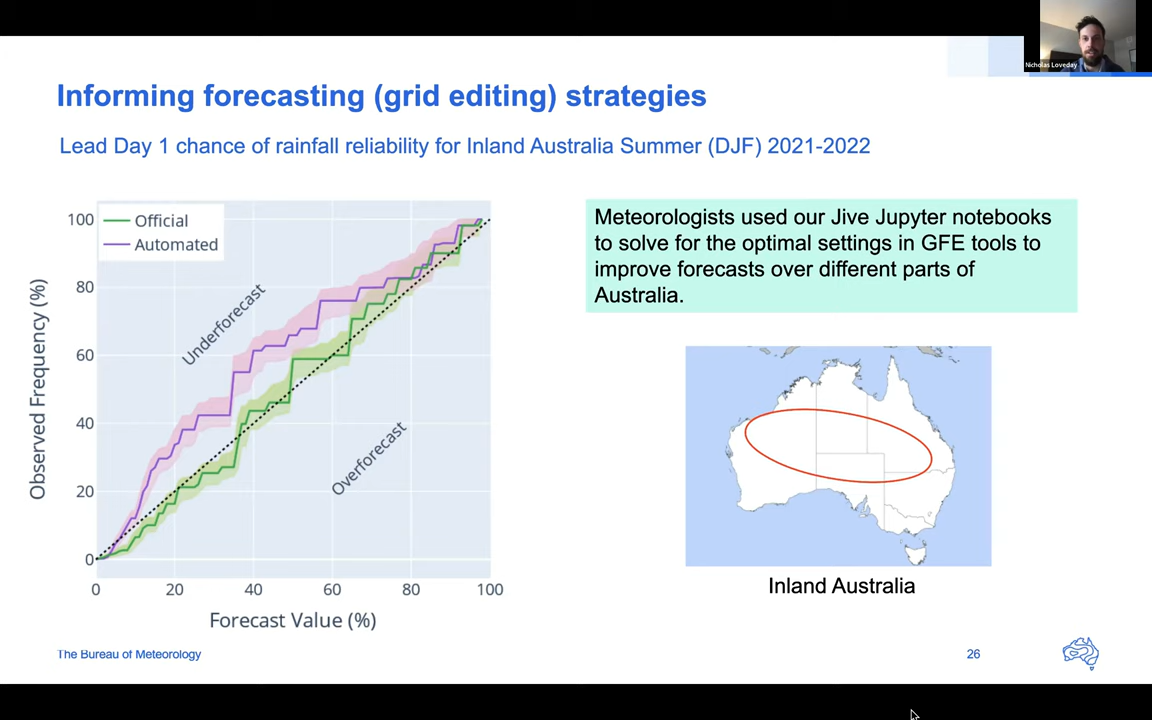 Nicholas Loveday
Informing forecasting (grid editing) strategies
Lead Day 1 chance of rainfall reliability for Inland Australia Summer (DJF) 2021-2022
Official
Automated
Underforecast
Overforecast
100
80
60
40
20
0
Observed Frequency (%)
0 20 40 60 80 100
Forecast Value (%)
Meteorologists used our Jive Jupyter notebooks
to solve for the optimal settings in GFE tools to
improve forecasts over different parts of
Australia.
Inland Australia
The Bureau of Meteorology
26